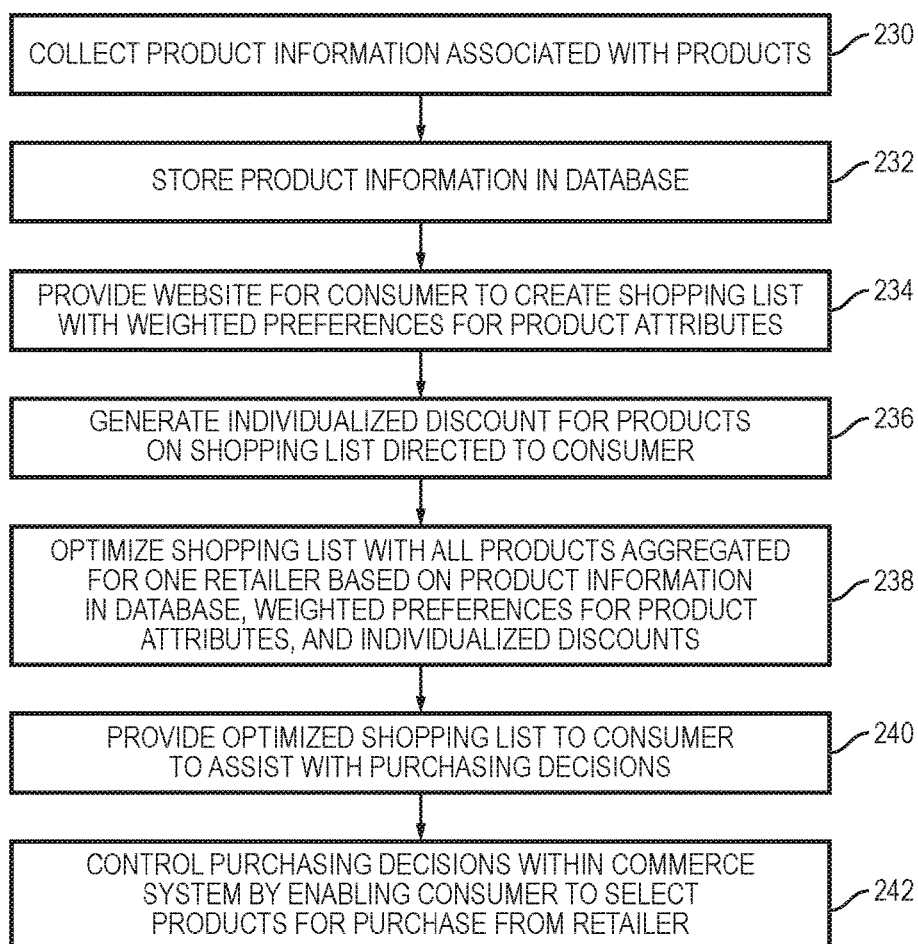 COLLECT PRODUCT INFORMATION ASSOCIATED WITH PRODUCTS
230
STORE PRODUCT INFORMATION IN DATABASE
232
PROVIDE WEBSITE FOR CONSUMER TO CREATE SHOPPING LIST
WITH WEIGHTED PREFERENCES FOR PRODUCT ATTRIBUTES
234
GENERATE INDIVIDUALIZED DISCOUNT FOR PRODUCTS
ON SHOPPING LIST DIRECTED TO CONSUMER
236
OPTIMIZE SHOPPING LIST WITH ALL PRODUCTS AGGREGATED
FOR ONE RETAILER BASED ON PRODUCT INFORMATION
IN DATABASE, WEIGHTED PREFERENCES FOR PRODUCT
ATTRIBUTES, AND INDIVIDUALIZED DISCOUNTS
238
PROVIDE OPTIMIZED SHOPPING LIST TO CONSUMER
TO ASSIST WITH PURCHASING DECISIONS
240
CONTROL PURCHASING DECISIONS WITHIN COMMERCE
SYSTEM BY ENABLING CONSUMER TO SELECT
PRODUCTS FOR PURCHASE FROM RETAILER
242